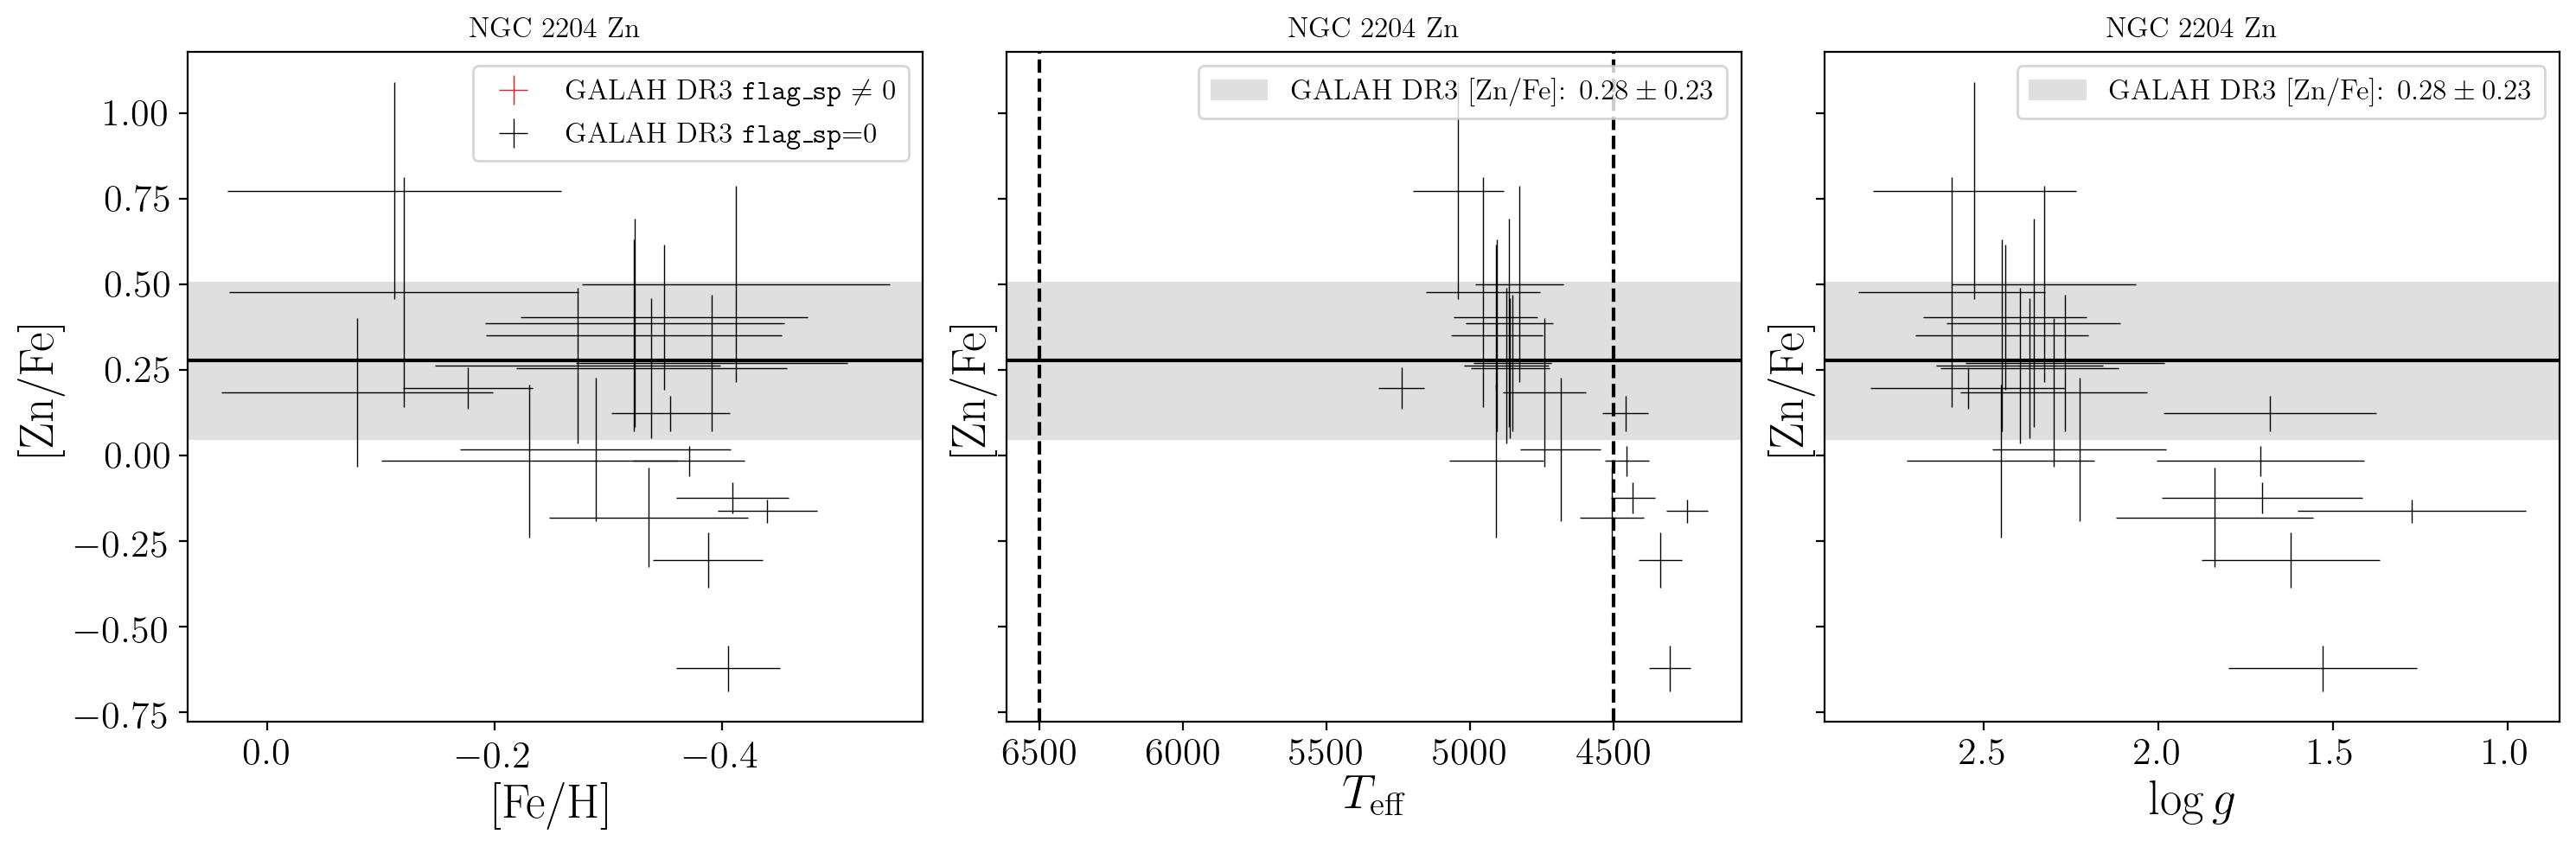 NGC 2204 Zn
GALAH DR3 flag_sp ≠ 0
GALAH DR3 flag_sp=0
1.00
0.75
0.50
0.25
0.00
−0.25
−0.50
−0.75
[Zn/Fe]
0.0
−0.2
−0.4
[Fe/H]
NGC 2204 Zn
GALAH DR3 [Zn/Fe]: 0.28 ± 0.23
[Zn/Fe]
6500
6000
5500
5000
4500
T_eff
NGC 2204 Zn
GALAH DR3 [Zn/Fe]: 0.28 ± 0.23
[Zn/Fe]
2.5
2.0
1.5
1.0
log g